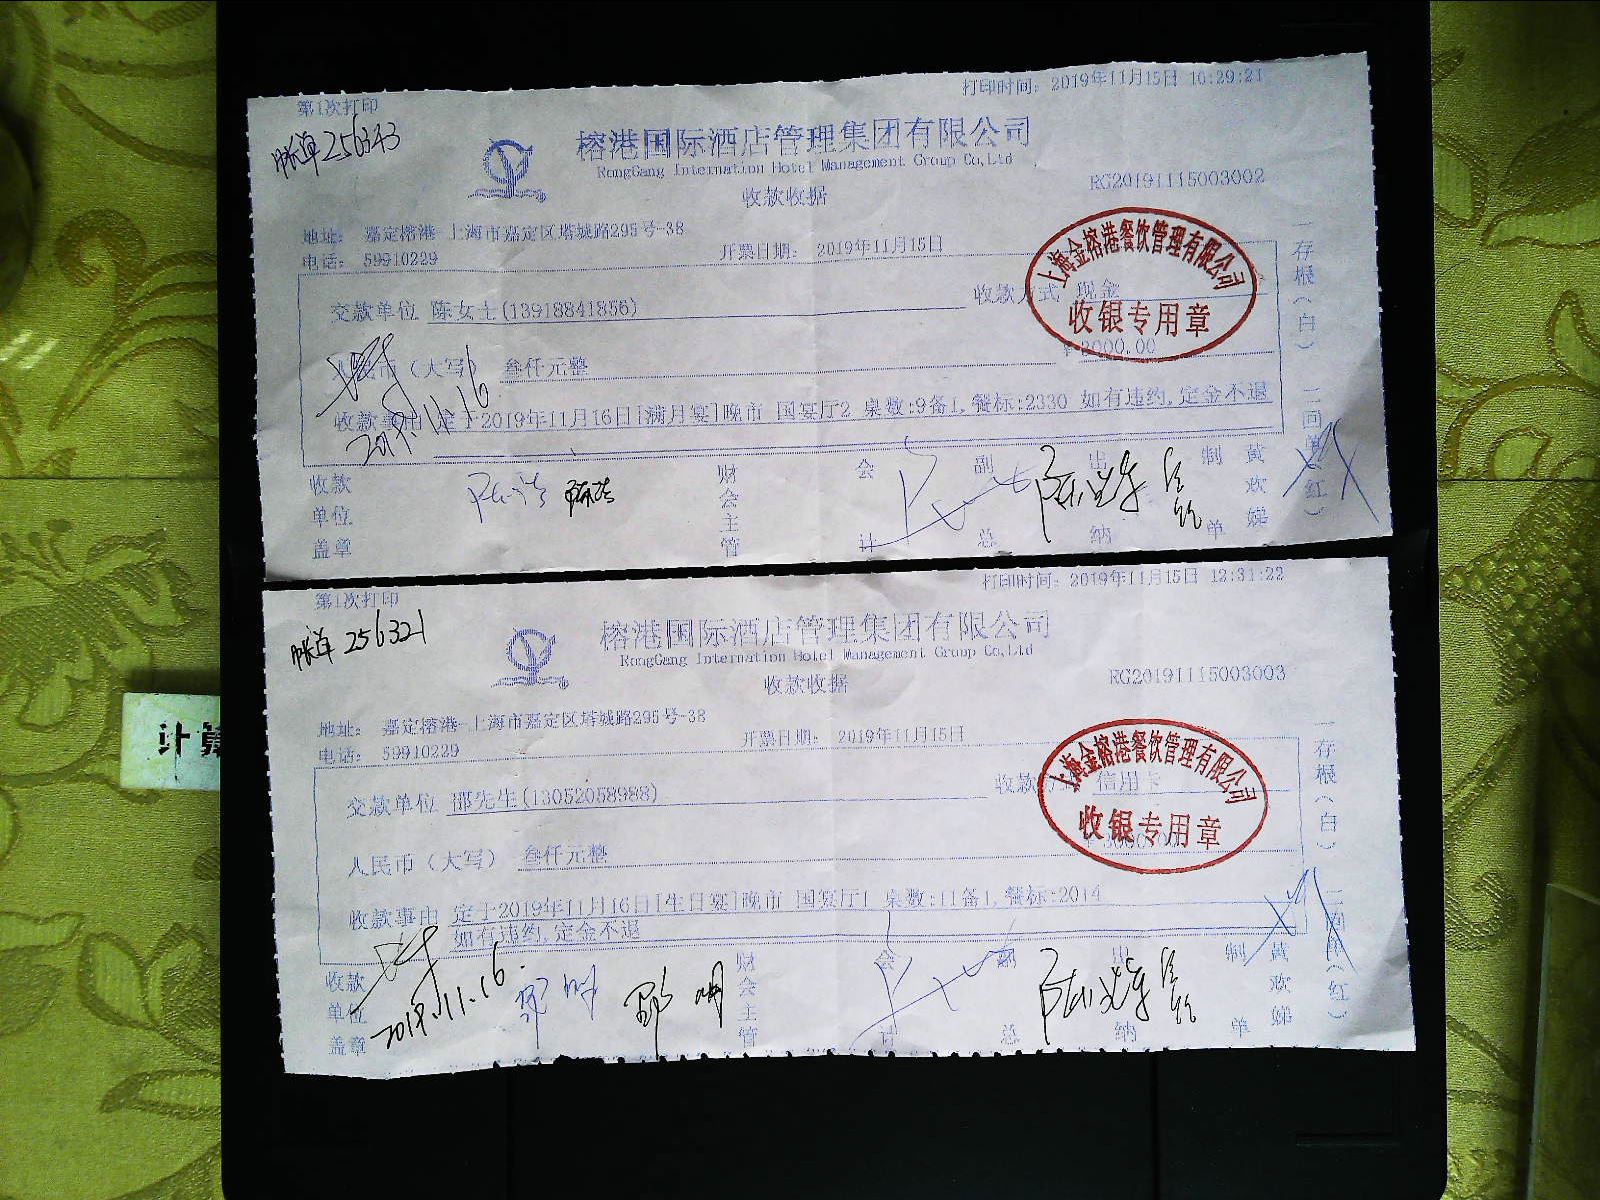 第1次打印
打印时间: 2019年11月15日 10:29:21
帐单256343
榕港国际酒店管理集团有限公司
RongGang Internation Hotel Management Group Co,Ltd
收款收据
RG20191115003002
地址: 嘉定榕港-上海市嘉定区塔城路295号-38
电话: 59910229
开票日期: 2019年11月15日
交款单位 陈女士(13918841856)
收款方式 现金
上海金榕港餐饮管理有限公司
收银专用章
人民币(大写) 叁仟元整
¥3000.00
收款事由 定于2019年11月16日[满月宴]晚市 国宴厅2 桌数:9备1,餐标:2330 如有违约,定金不退
2019.11.16
收款单位盖章
财会主管
会计
副总
出纳
制单
黄欢娣
一存根(白)
二回单(红)
第1次打印
打印时间: 2019年11月15日 12:31:22
帐单256321
榕港国际酒店管理集团有限公司
RongGang Internation Hotel Management Group Co,Ltd
收款收据
RG20191115003003
地址: 嘉定榕港-上海市嘉定区塔城路295号-38
电话: 59910229
开票日期: 2019年11月15日
交款单位 邵先生(13052058988)
收款 信用卡
上海金榕港餐饮管理有限公司
收银专用章
人民币(大写) 叁仟元整
收款事由 定于2019年11月16日[生日宴]晚市 国宴厅1 桌数:11备1,餐标:2014
如有违约,定金不退
2019.11.16.
收款单位盖章
财会主管
会计
副总
出纳
制单
黄欢娣
一存根(白)
二回单(红)
计算